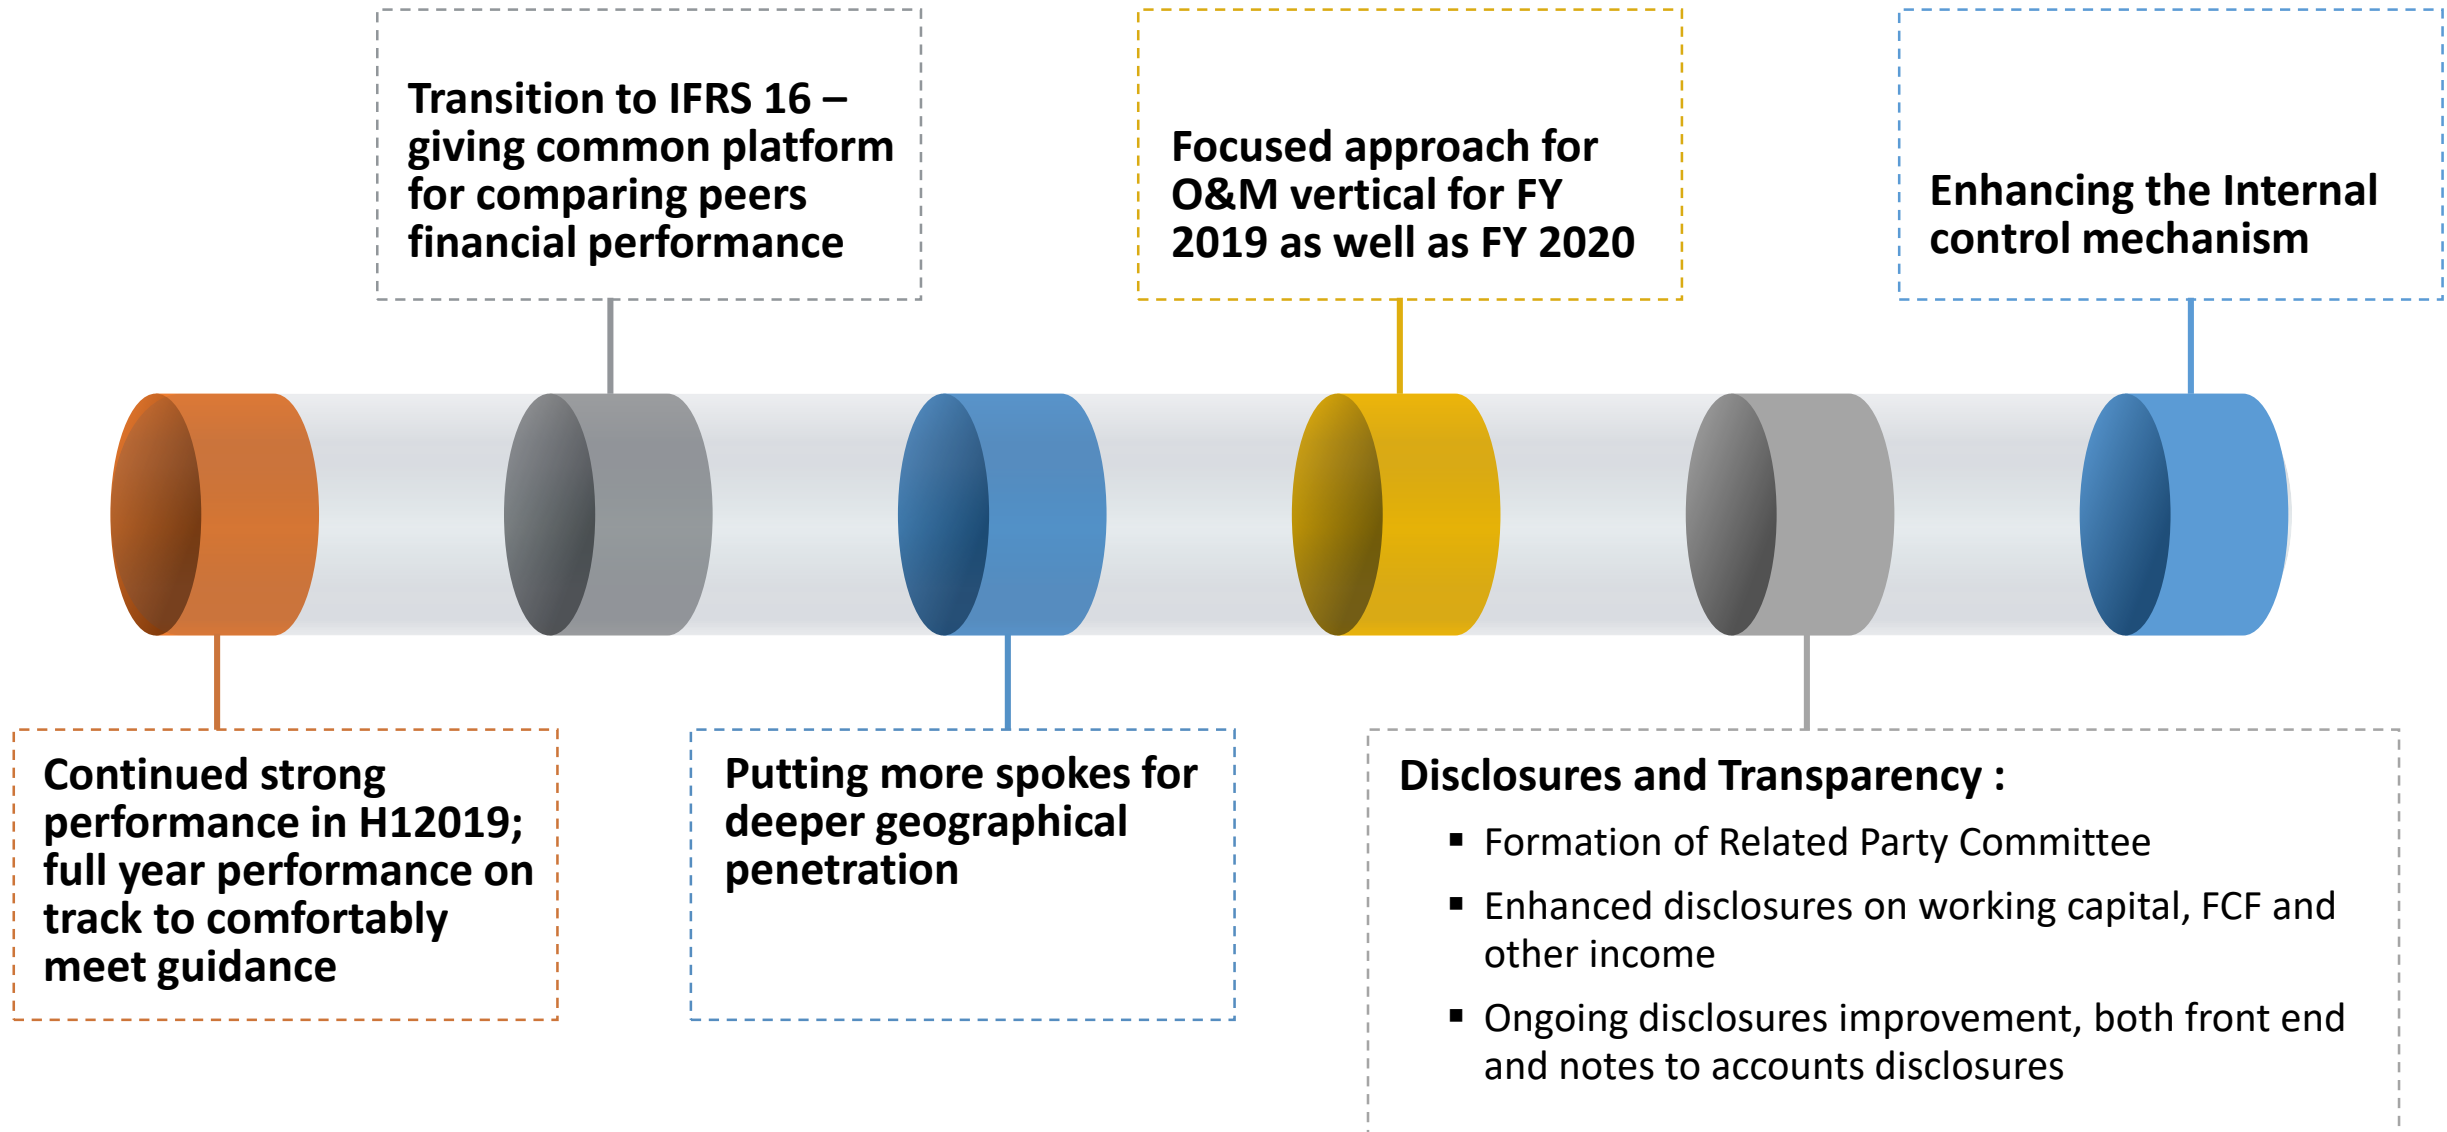 Transition to IFRS 16 –
giving common platform
for comparing peers
financial performance
Focused approach for
O&M vertical for FY
2019 as well as FY 2020
Enhancing the Internal
control mechanism
Continued strong
performance in H12019;
full year performance on
track to comfortably
meet guidance
Putting more spokes for
deeper geographical
penetration
Disclosures and Transparency :
▪ Formation of Related Party Committee
▪ Enhanced disclosures on working capital, FCF and
other income
▪ Ongoing disclosures improvement, both front end
and notes to accounts disclosures